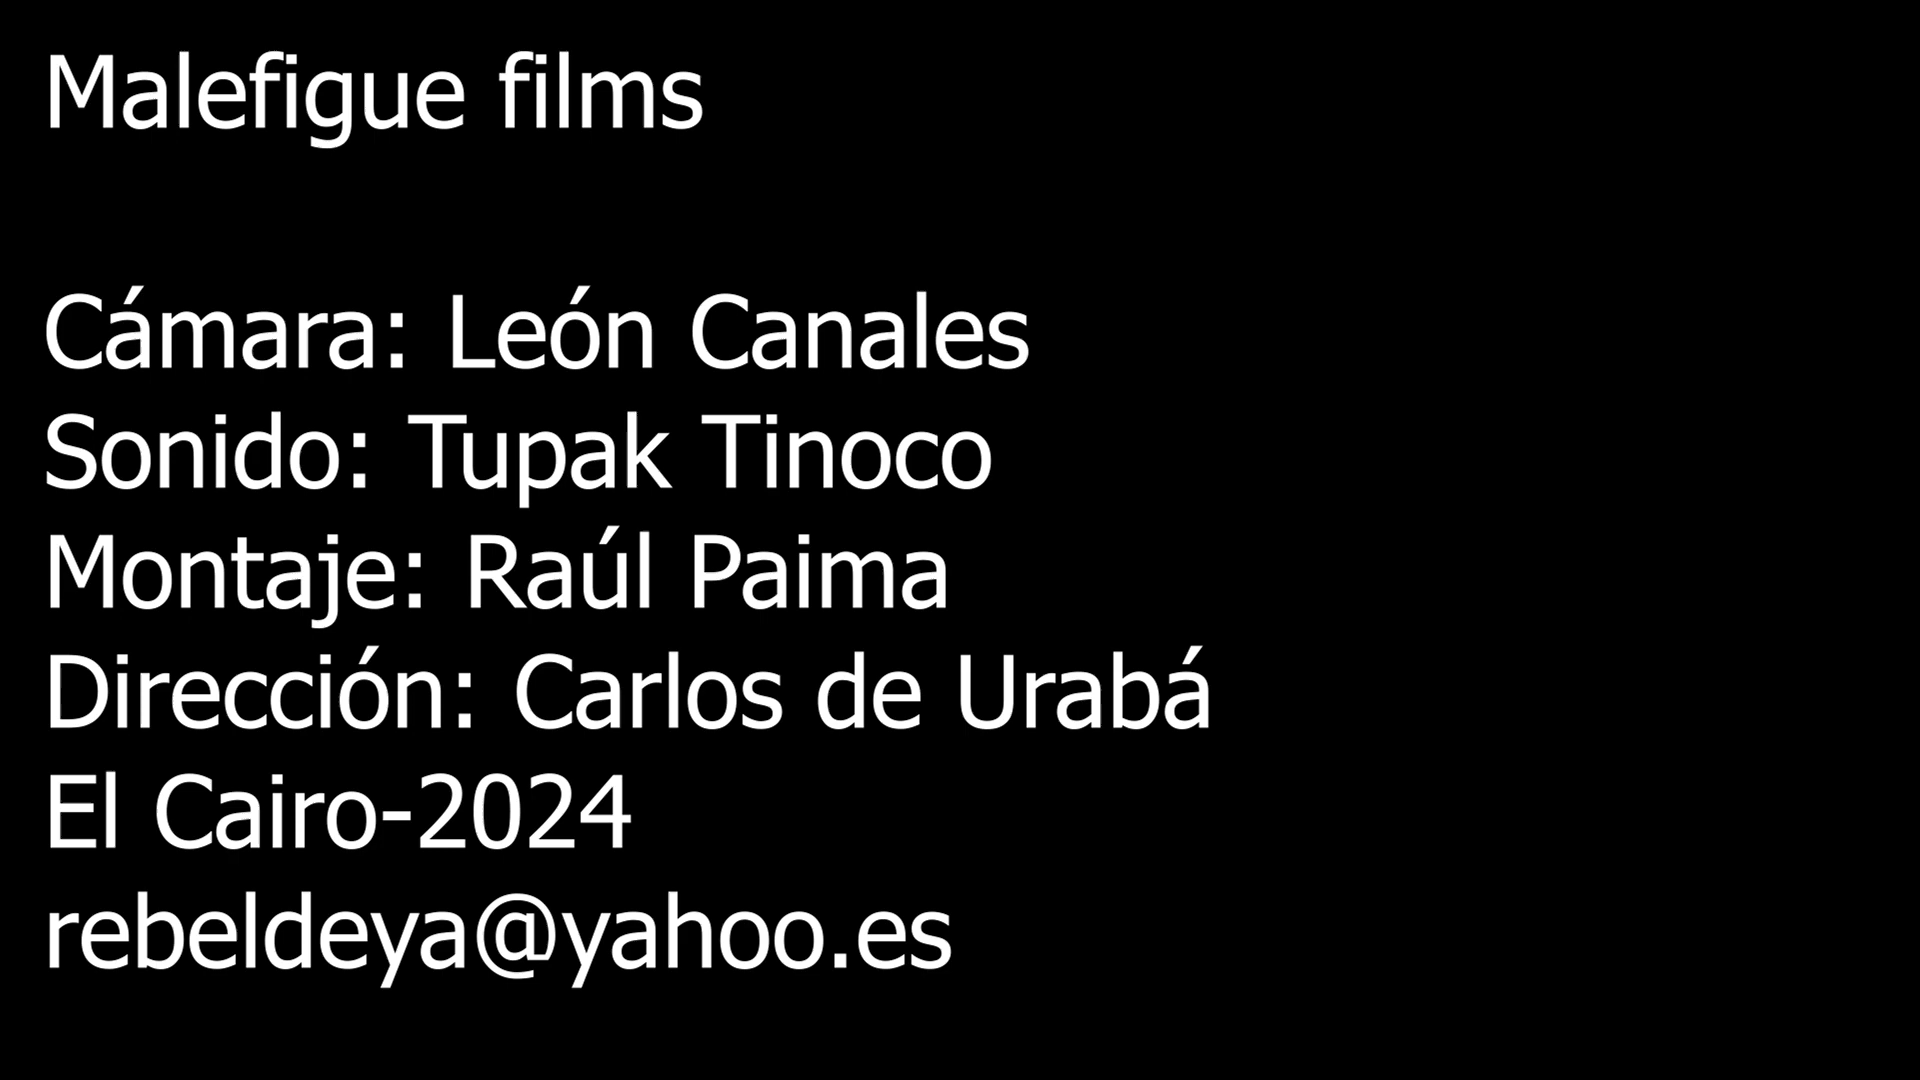 Malefigue films
Cámara: León Canales
Sonido: Tupak Tinoco
Montaje: Raúl Paima
Dirección: Carlos de Urabá
El Cairo-2024
rebeldeya@yahoo.es